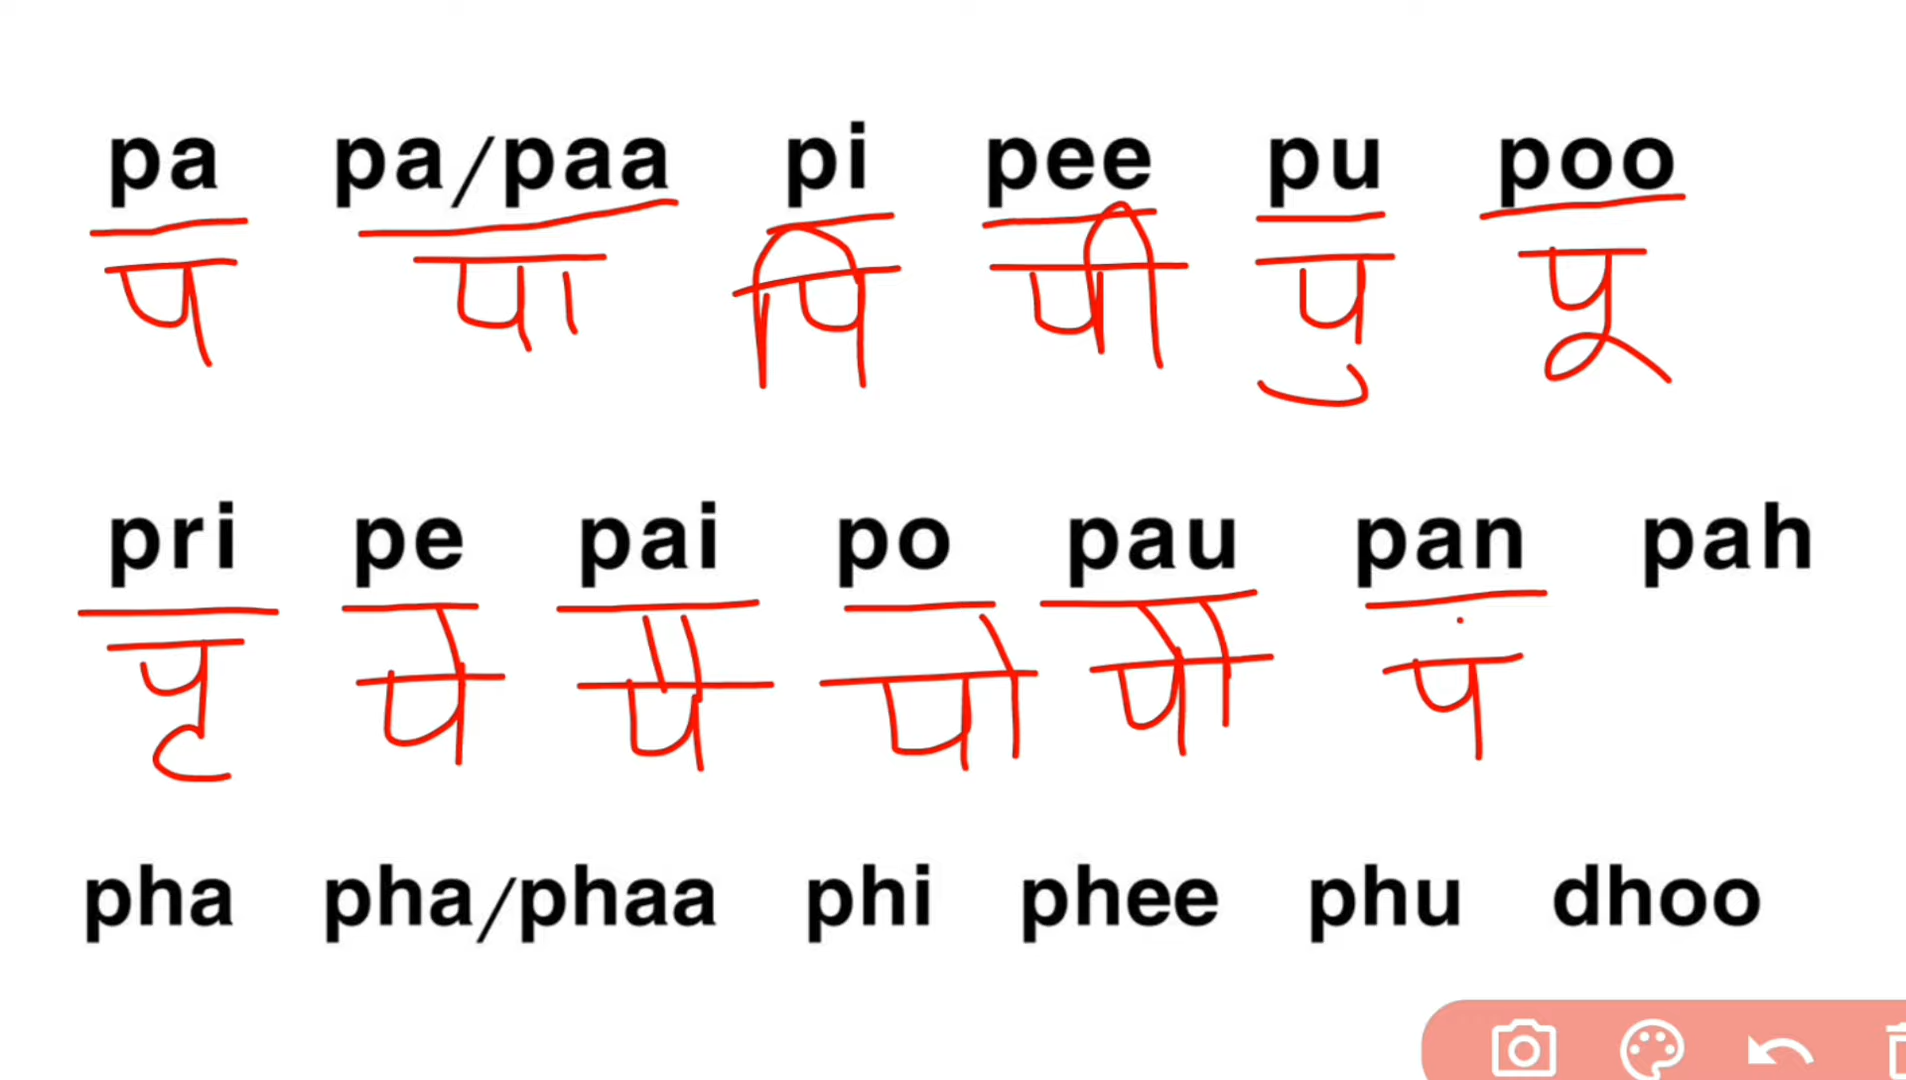 pa pa/paa pi pee pu poo
प पा पि पी पु पू
pri pe pai po pau pan pah
पृ पे पै पो पौ पं
pha pha/phaa phi phee phu dhoo